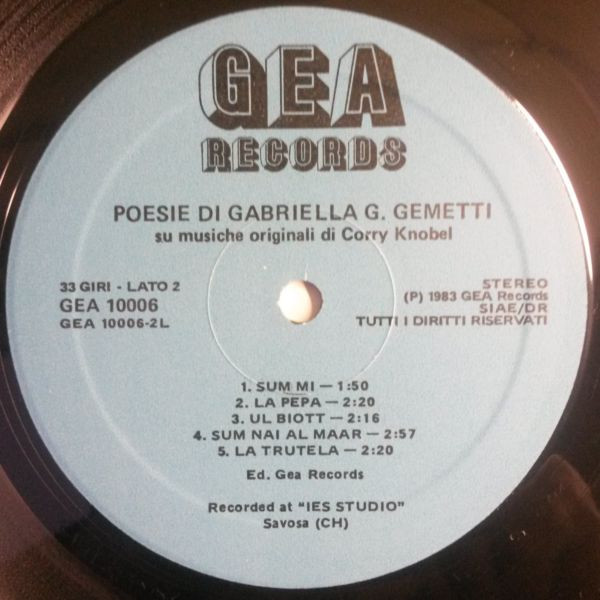 GEA
RECORDS
POESIE DI GABRIELLA G. GEMETTI
su musiche originali di Corry Knobel
33 GIRI - LATO 2
GEA 10006
GEA 10006-2L
STEREO
(P) 1983 GEA Records
SIAE/DR
TUTTI I DIRITTI RISERVATI
1. SUM MI — 1:50
2. LA PEPA — 2:20
3. UL BIOTT — 2:16
4. SUM NAI AL MAAR — 2:57
5. LA TRUTELA — 2:20
Ed. Gea Records
Recorded at "IES STUDIO"
Savosa (CH)